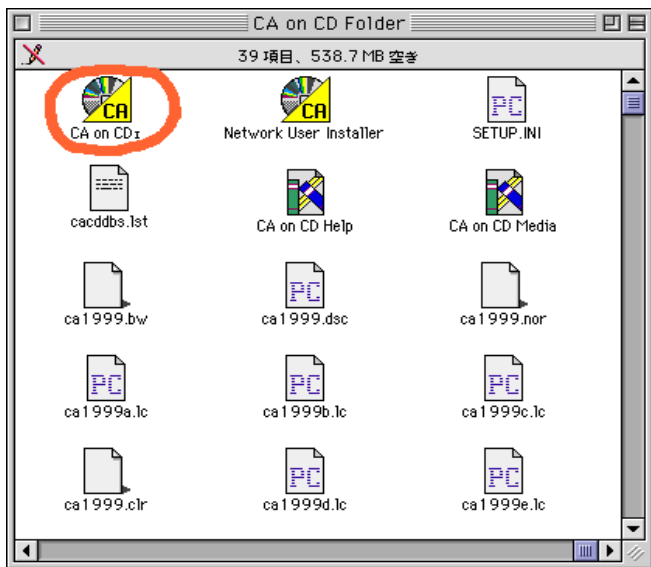 CA on CD Folder
39 項目、538.7 MB 空き
CA
CA on CDɪ
CA
Network User Installer
PC
SETUP.INI
cacddbs.lst
CA on CD Help
CA on CD Media
ca1999.bw
PC
ca1999.dsc
ca1999.nor
PC
ca1999a.lc
PC
ca1999b.lc
PC
ca1999c.lc
ca1999.clr
PC
ca1999d.lc
PC
ca1999e.lc